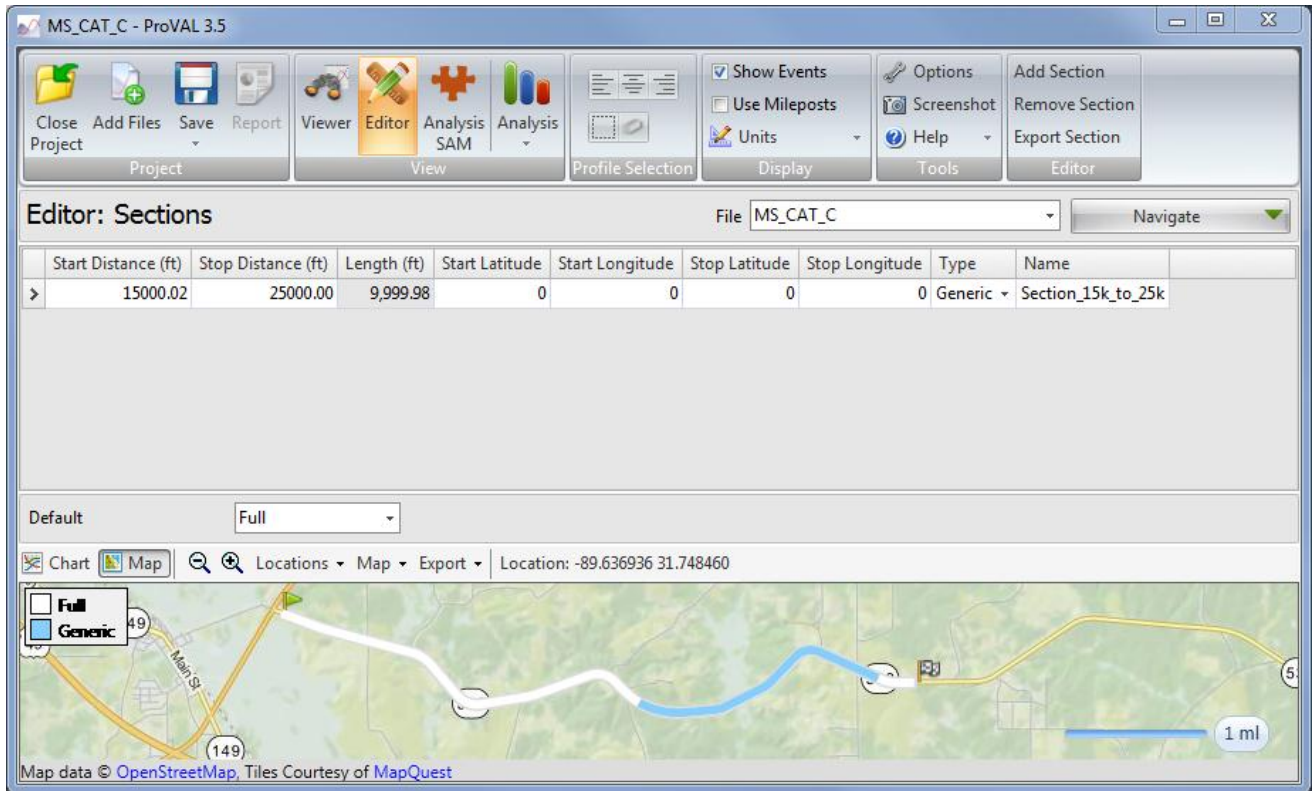 MS_CAT_C - ProVAL 3.5
Close Project
Add Files
Save
Report
Project
Viewer
Editor
Analysis SAM
Analysis
View
Profile Selection
Show Events
Use Mileposts
Units
Display
Options
Screenshot
Help
Tools
Add Section
Remove Section
Export Section
Editor
Editor: Sections
File MS_CAT_C
Navigate
Start Distance (ft) Stop Distance (ft) Length (ft) Start Latitude Start Longitude Stop Latitude Stop Longitude Type Name
15000.02 25000.00 9,999.98 0 0 0 0 Generic Section_15k_to_25k
Default Full
Chart Map Locations Map Export Location: -89.636936 31.748460
Full
Generic
49
Main St
149
1 ml
Map data © OpenStreetMap, Tiles Courtesy of MapQuest